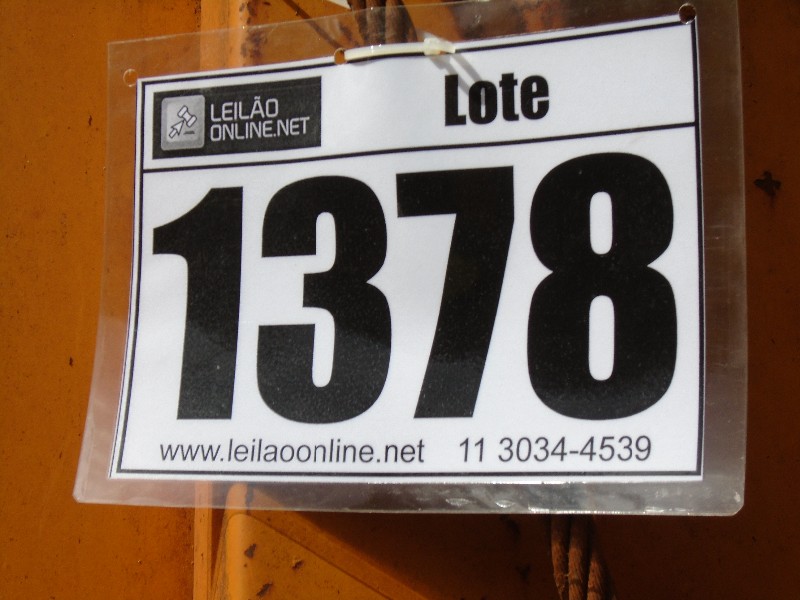 LEILÃO
ONLINE.NET
Lote
1378
www.leilaoonline.net 11 3034-4539